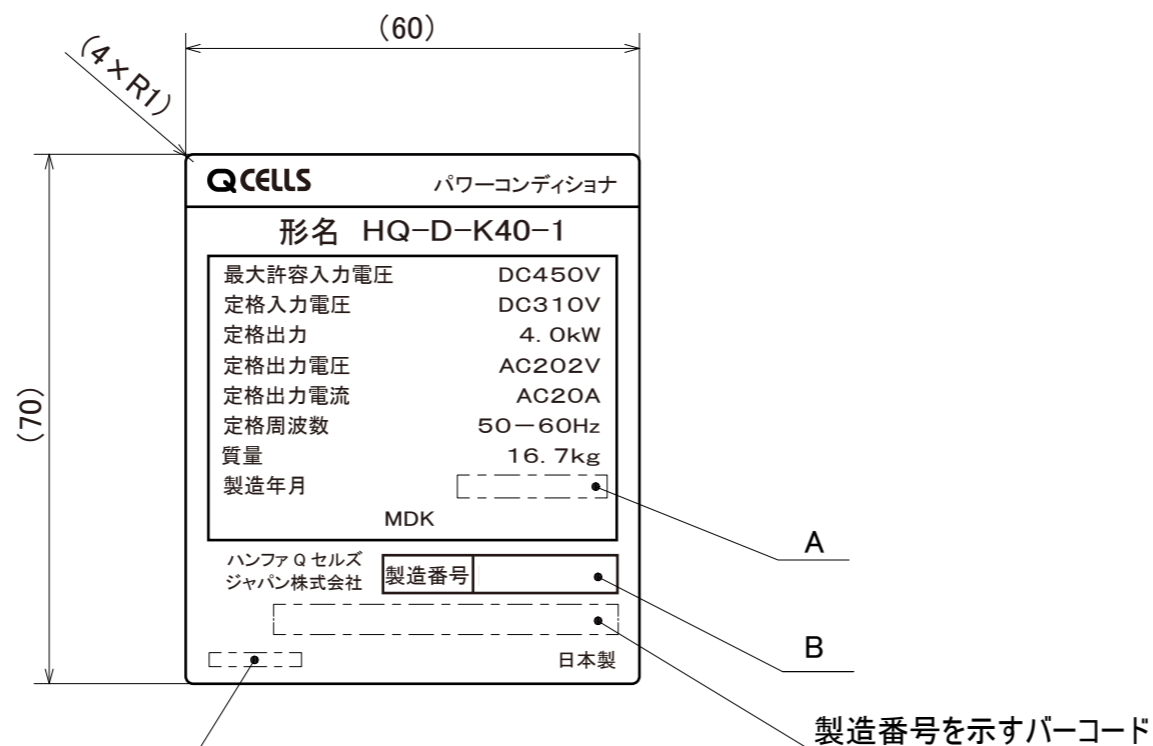 (60)
(4×R1)
(70)
Q CELLS パワーコンディショナ
形名 HQ-D-K40-1
最大許容入力電圧 DC450V
定格入力電圧 DC310V
定格出力 4.0kW
定格出力電圧 AC202V
定格出力電流 AC20A
定格周波数 50-60Hz
質量 16.7kg
製造年月
MDK
A
ハンファQセルズ
ジャパン株式会社
製造番号
B
日本製
製造番号を示すバーコード